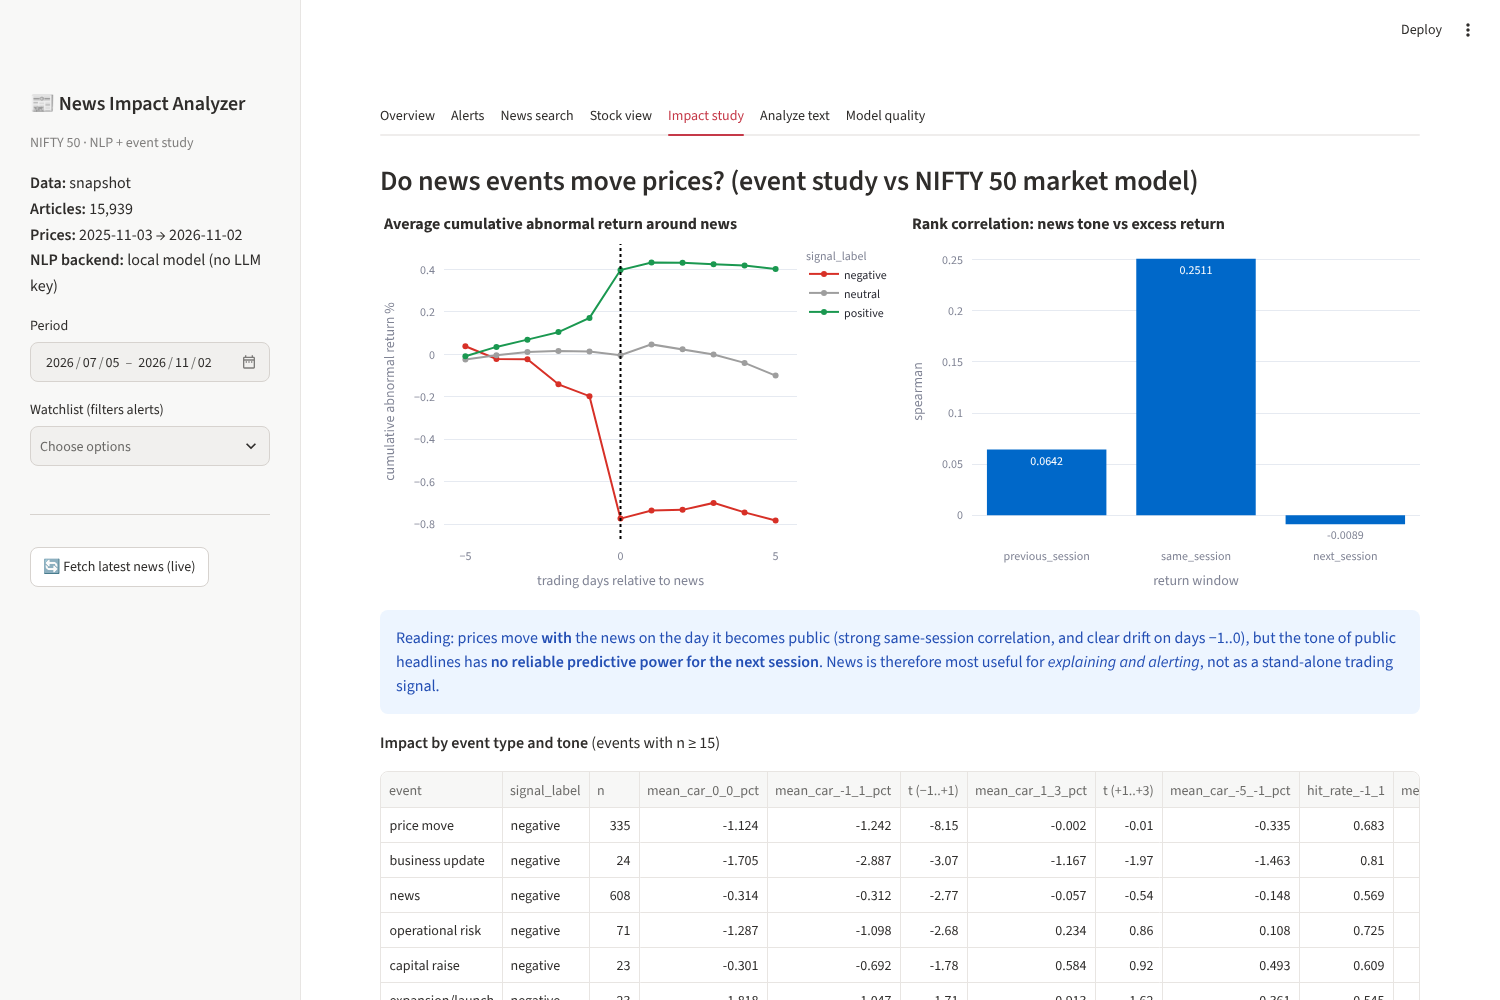 Deploy
📰 News Impact Analyzer
NIFTY 50 · NLP + event study
Data: snapshot
Articles: 15,939
Prices: 2025-11-03 → 2026-11-02
NLP backend: local model (no LLM
key)
Period
2026 / 07 / 05 – 2026 / 11 / 02
Watchlist (filters alerts)
Choose options
🔄 Fetch latest news (live)
Overview Alerts News search Stock view Impact study Analyze text Model quality
Do news events move prices? (event study vs NIFTY 50 market model)
Average cumulative abnormal return around news
cumulative abnormal return %
0.4
0.2
0
−0.2
−0.4
−0.6
−0.8
−5 0 5
trading days relative to news
signal_label
negative
neutral
positive
Rank correlation: news tone vs excess return
spearman
0.25
0.2
0.15
0.1
0.05
0
0.0642
0.2511
-0.0089
previous_session same_session next_session
return window
Reading: prices move with the news on the day it becomes public (strong same-session correlation, and clear drift on days −1..0), but the tone of public
headlines has no reliable predictive power for the next session. News is therefore most useful for explaining and alerting, not as a stand-alone trading
signal.
Impact by event type and tone (events with n ≥ 15)
event signal_label n mean_car_0_0_pct mean_car_-1_1_pct t (−1..+1) mean_car_1_3_pct t (+1..+3) mean_car_-5_-1_pct hit_rate_-1_1 me
price move negative 335 -1.124 -1.242 -8.15 -0.002 -0.01 -0.335 0.683
business update negative 24 -1.705 -2.887 -3.07 -1.167 -1.97 -1.463 0.81
news negative 608 -0.314 -0.312 -2.77 -0.057 -0.54 -0.148 0.569
operational risk negative 71 -1.287 -1.098 -2.68 0.234 0.86 0.108 0.725
capital raise negative 23 -0.301 -0.692 -1.78 0.584 0.92 0.493 0.609